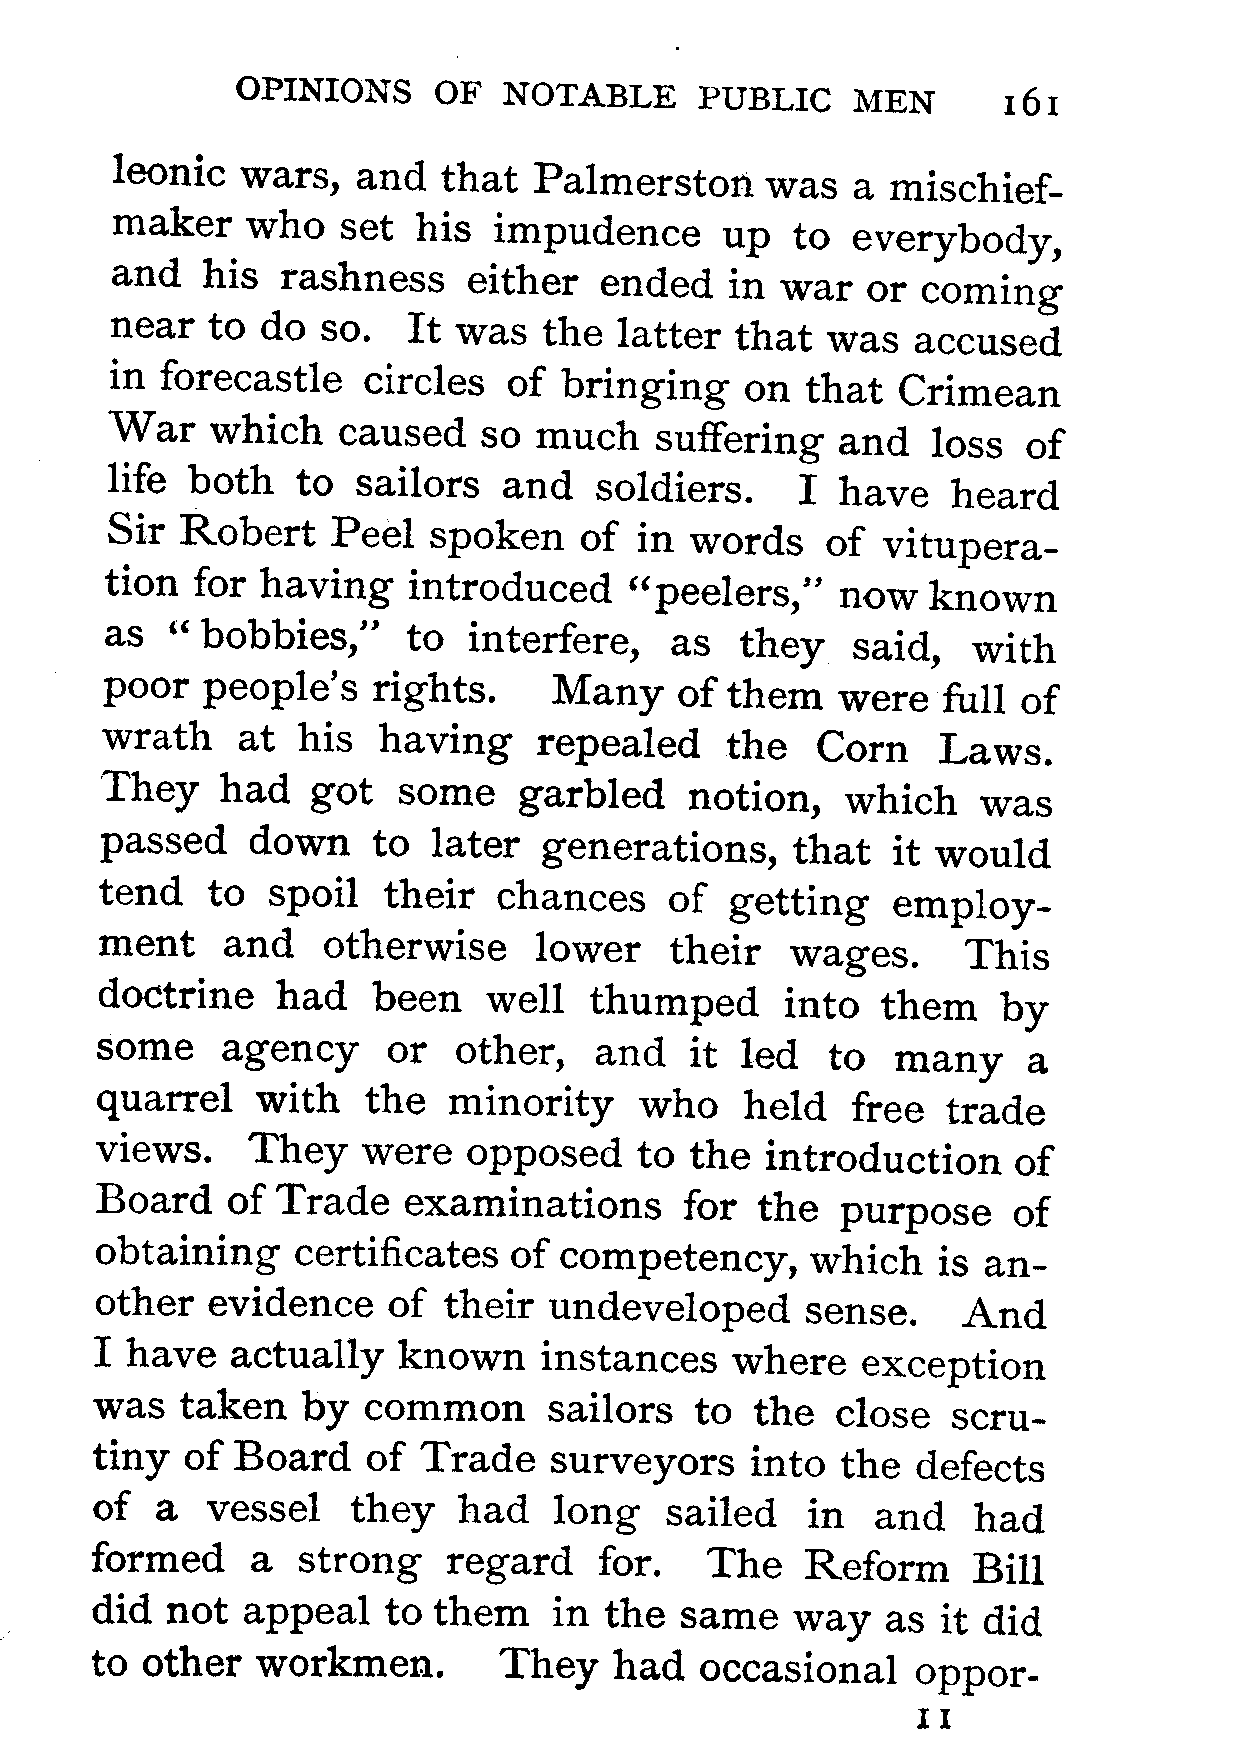 OPINIONS OF NOTABLE PUBLIC MEN 161
leonic wars, and that Palmerston was a mischief-
maker who set his impudence up to everybody,
and his rashness either ended in war or coming
near to do so. It was the latter that was accused
in forecastle circles of bringing on that Crimean
War which caused so much suffering and loss of
life both to sailors and soldiers. I have heard
Sir Robert Peel spoken of in words of vitupera-
tion for having introduced "peelers," now known
as "bobbies," to interfere, as they said, with
poor people's rights. Many of them were full of
wrath at his having repealed the Corn Laws.
They had got some garbled notion, which was
passed down to later generations, that it would
tend to spoil their chances of getting employ-
ment and otherwise lower their wages. This
doctrine had been well thumped into them by
some agency or other, and it led to many a
quarrel with the minority who held free trade
views. They were opposed to the introduction of
Board of Trade examinations for the purpose of
obtaining certificates of competency, which is an-
other evidence of their undeveloped sense. And
I have actually known instances where exception
was taken by common sailors to the close scru-
tiny of Board of Trade surveyors into the defects
of a vessel they had long sailed in and had
formed a strong regard for. The Reform Bill
did not appeal to them in the same way as it did
to other workmen. They had occasional oppor-
11